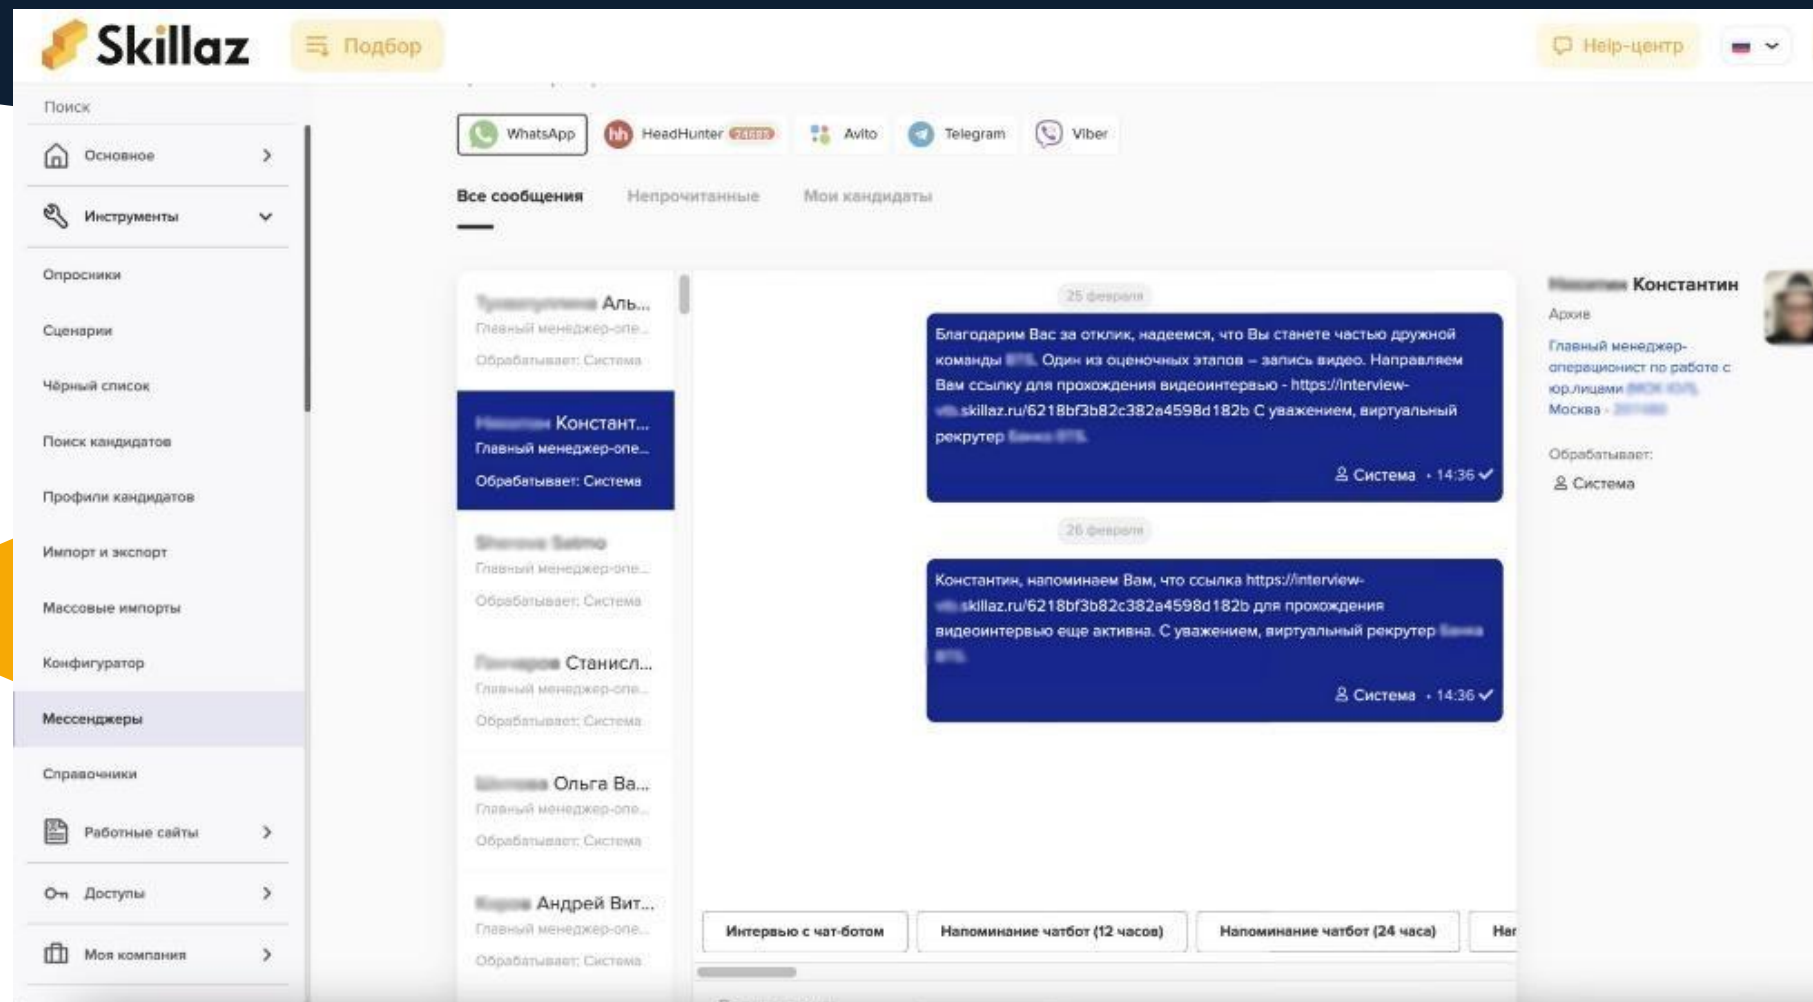 Skillaz
Подбор
Help-центр
Поиск
Основное
Инструменты
Опросники
Сценарии
Чёрный список
Поиск кандидатов
Профили кандидатов
Импорт и экспорт
Массовые импорты
Конфигуратор
Мессенджеры
Справочники
Работные сайты
Доступы
Моя компания
WhatsApp
HeadHunter
Avito
Telegram
Viber
Все сообщения
Непрочитанные
Мои кандидаты
Аль...
Главный менеджер-опе...
Обрабатывает: Система
Констант...
Главный менеджер-опе...
Обрабатывает: Система
Главный менеджер-опе...
Обрабатывает: Система
Станисл...
Главный менеджер-опе...
Обрабатывает: Система
Ольга Ва...
Главный менеджер-опе...
Обрабатывает: Система
Андрей Вит...
Главный менеджер-опе...
Обрабатывает: Система
25 февраля
Благодарим Вас за отклик, надеемся, что Вы станете частью дружной
команды . Один из оценочных этапов – запись видео. Направляем
Вам ссылку для прохождения видеоинтервью - https://interview-
.skillaz.ru/6218bf3b82c382a4598d182b С уважением, виртуальный
рекрутер
Система • 14:36
26 февраля
Константин, напоминаем Вам, что ссылка https://interview-
.skillaz.ru/6218bf3b82c382a4598d182b для прохождения
видеоинтервью еще активна. С уважением, виртуальный рекрутер
Система • 14:36
Интервью с чат-ботом
Напоминание чатбот (12 часов)
Напоминание чатбот (24 часа)
Константин
Архив
Главный менеджер-
операционист по работе с
юр.лицами
Москва -
Обрабатывает:
Система